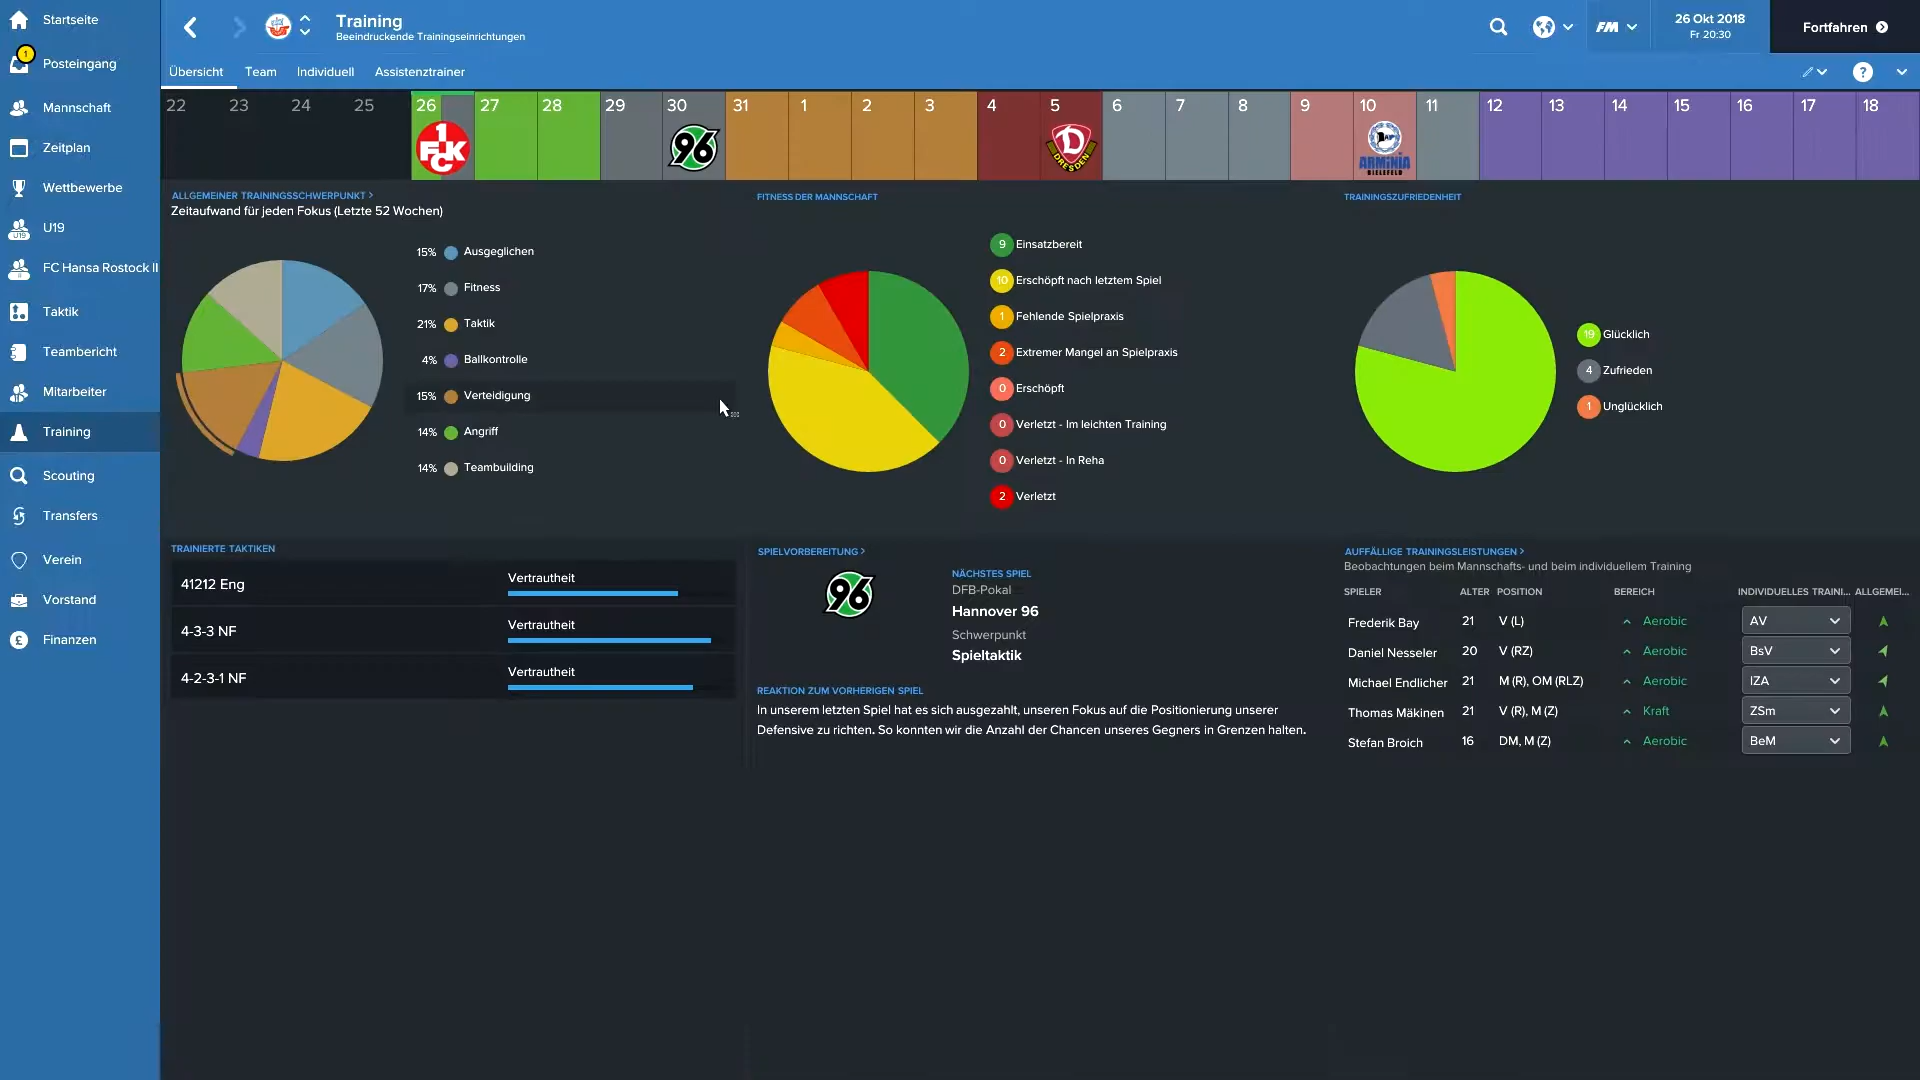 Startseite
1
Posteingang
Mannschaft
Zeitplan
Wettbewerbe
U19
U19
FC Hansa Rostock II
Taktik
Teambericht
Mitarbeiter
Training
Scouting
Transfers
Verein
Vorstand
Finanzen
Training
Beeindruckende Trainingseinrichtungen
FM
26 Okt 2018
Fr 20:30
Fortfahren
Übersicht Team Individuell Assistenztrainer
?
22 23 24 25 26 27 28 29 30 31 1 2 3 4 5 6 7 8 9 10 11 12 13 14 15 16 17 18
1 FCK
96
D DRESDEN
ARMINIA
BIELEFELD
ALLGEMEINER TRAININGSSCHWERPUNKT >
Zeitaufwand für jeden Fokus (Letzte 52 Wochen)
15% Ausgeglichen
17% Fitness
21% Taktik
4% Ballkontrolle
15% Verteidigung
14% Angriff
14% Teambuilding
FITNESS DER MANNSCHAFT
9 Einsatzbereit
10 Erschöpft nach letztem Spiel
1 Fehlende Spielpraxis
2 Extremer Mangel an Spielpraxis
0 Erschöpft
0 Verletzt - Im leichten Training
0 Verletzt - In Reha
2 Verletzt
TRAININGSZUFRIEDENHEIT
19 Glücklich
4 Zufrieden
1 Unglücklich
TRAINIERTE TAKTIKEN
41212 Eng Vertrautheit
4-3-3 NF Vertrautheit
4-2-3-1 NF Vertrautheit
SPIELVORBEREITUNG >
96
NÄCHSTES SPIEL
DFB-Pokal
Hannover 96
Schwerpunkt
Spieltaktik
REAKTION ZUM VORHERIGEN SPIEL
In unserem letzten Spiel hat es sich ausgezahlt, unseren Fokus auf die Positionierung unserer
Defensive zu richten. So konnten wir die Anzahl der Chancen unseres Gegners in Grenzen halten.
AUFFÄLLIGE TRAININGSLEISTUNGEN >
Beobachtungen beim Mannschafts- und beim individuellem Training
SPIELER ALTER POSITION BEREICH INDIVIDUELLES TRAINI... ALLGEMEI...
Frederik Bay 21 V (L) Aerobic AV
Daniel Nesseler 20 V (RZ) Aerobic BsV
Michael Endlicher 21 M (R), OM (RLZ) Aerobic IZA
Thomas Mäkinen 21 V (R), M (Z) Kraft ZSm
Stefan Broich 16 DM, M (Z) Aerobic BeM